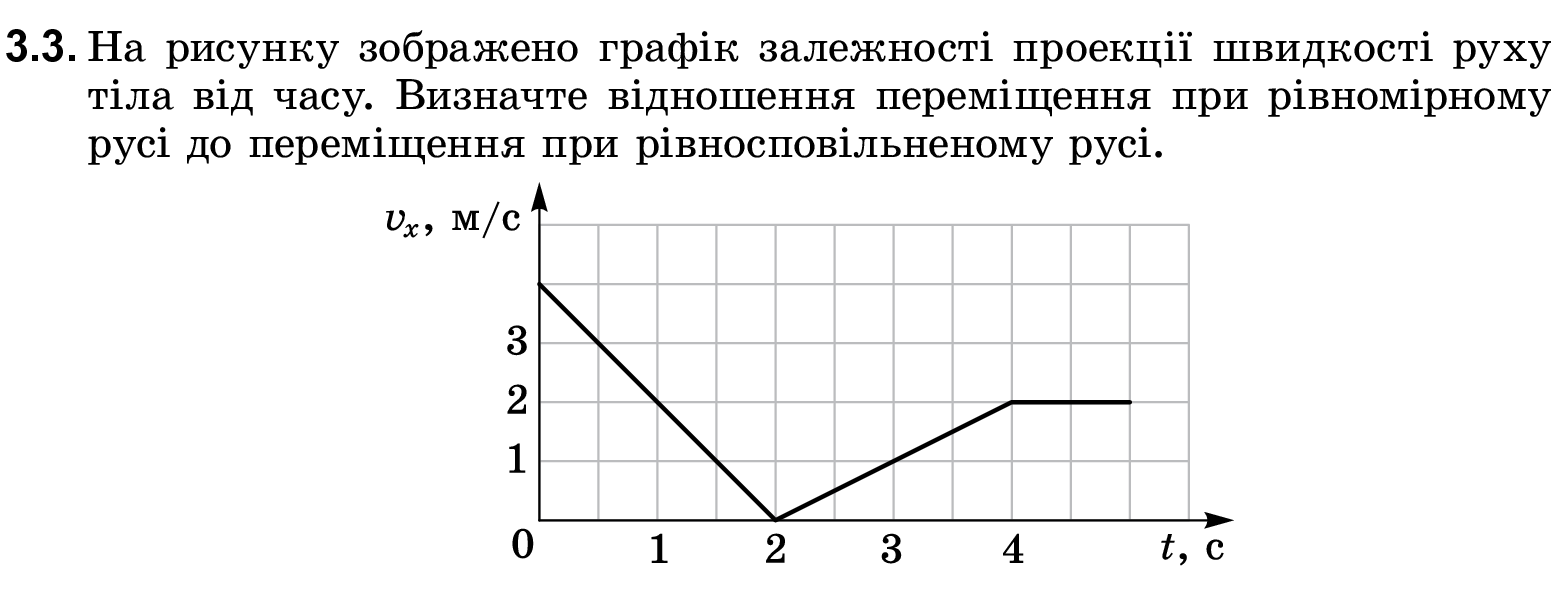 3.3. На рисунку зображено графік залежності проекції швидкості руху
тіла від часу. Визначте відношення переміщення при рівномірному
русі до переміщення при рівносповільненому русі.
vₓ, м/с
3
2
1
0 1 2 3 4 t, с